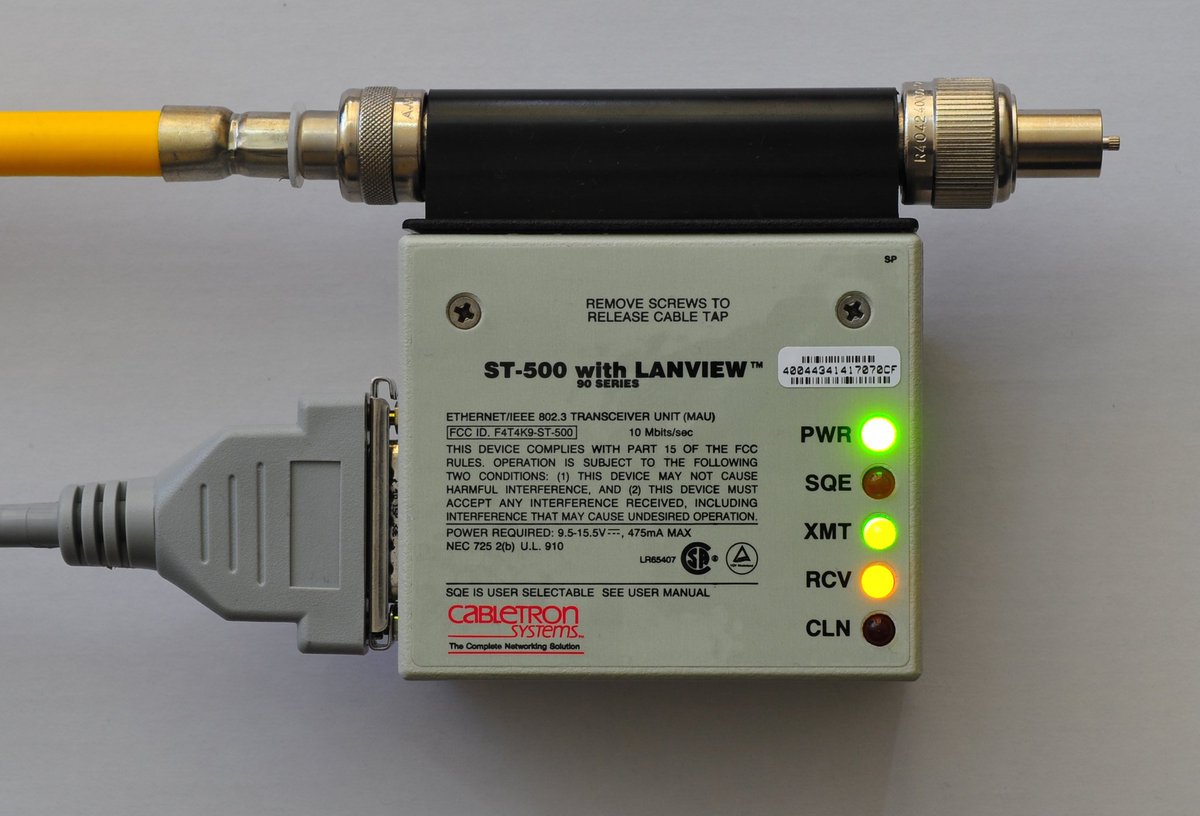 R404240
SP
REMOVE SCREWS TO
RELEASE CABLE TAP
ST-500 with LANVIEW™
90 SERIES
40044341417070CF
ETHERNET/IEEE 802.3 TRANSCEIVER UNIT (MAU)
FCC ID. F4T4K9-ST-500 10 Mbits/sec
THIS DEVICE COMPLIES WITH PART 15 OF THE FCC
RULES. OPERATION IS SUBJECT TO THE FOLLOWING
TWO CONDITIONS: (1) THIS DEVICE MAY NOT CAUSE
HARMFUL INTERFERENCE, AND (2) THIS DEVICE MUST
ACCEPT ANY INTERFERENCE RECEIVED, INCLUDING
INTERFERENCE THAT MAY CAUSE UNDESIRED OPERATION.
POWER REQUIRED: 9.5-15.5V⎓, 475mA MAX
NEC 725 2(b) U.L. 910
LR65407 SA ®
SQE IS USER SELECTABLE SEE USER MANUAL
CABLETRON
SYSTEMS™
The Complete Networking Solution
PWR
SQE
XMT
RCV
CLN